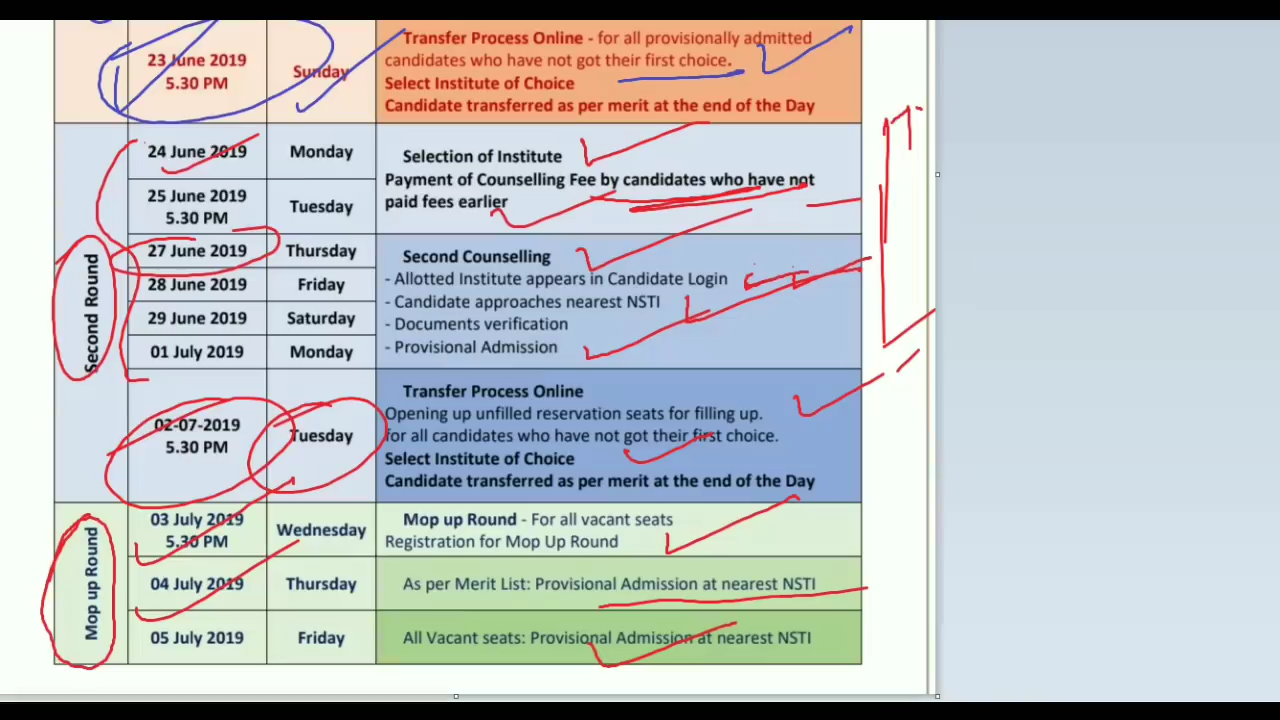 23 June 2019
5.30 PM
Sunday
Transfer Process Online - for all provisionally admitted
candidates who have not got their first choice.
Select Institute of Choice
Candidate transferred as per merit at the end of the Day
Second Round
24 June 2019
Monday
25 June 2019
5.30 PM
Tuesday
Selection of Institute
Payment of Counselling Fee by candidates who have not
paid fees earlier
27 June 2019
Thursday
28 June 2019
Friday
29 June 2019
Saturday
01 July 2019
Monday
Second Counselling
- Allotted Institute appears in Candidate Login
- Candidate approaches nearest NSTI
- Documents verification
- Provisional Admission
02-07-2019
5.30 PM
Tuesday
Transfer Process Online
Opening up unfilled reservation seats for filling up.
for all candidates who have not got their first choice.
Select Institute of Choice
Candidate transferred as per merit at the end of the Day
Mop up Round
03 July 2019
5.30 PM
Wednesday
Mop up Round - For all vacant seats
Registration for Mop Up Round
04 July 2019
Thursday
As per Merit List: Provisional Admission at nearest NSTI
05 July 2019
Friday
All Vacant seats: Provisional Admission at nearest NSTI